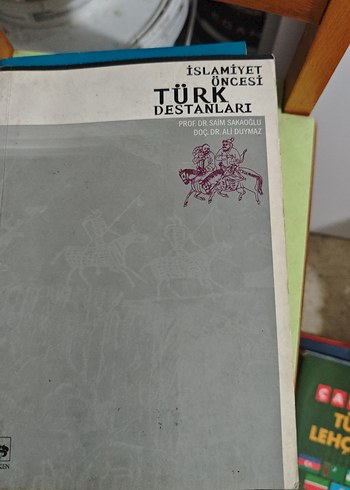 İSLAMİYET
ÖNCESİ
TÜRK
DESTANLARI
PROF. DR. SAİM SAKAOĞLU
DOÇ. DR. ALİ DUYMAZ